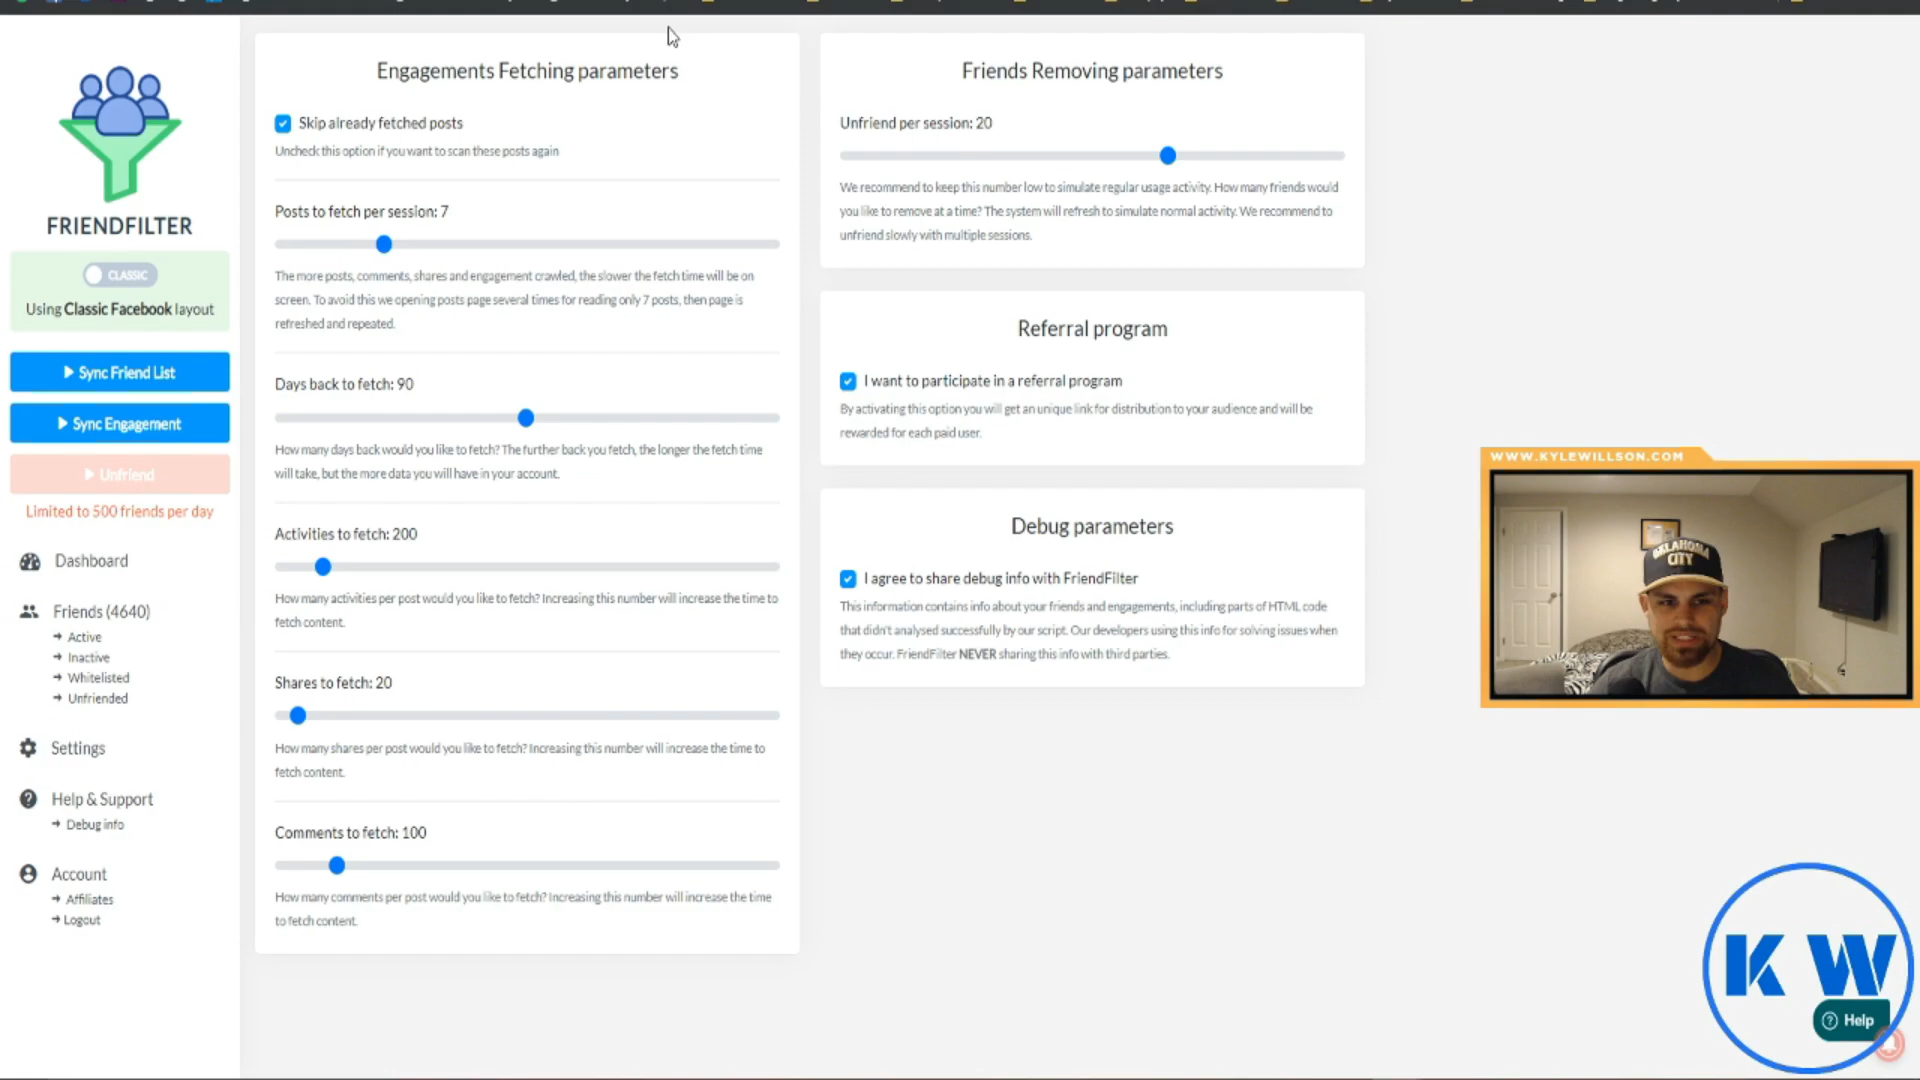 FRIENDFILTER
CLASSIC
Using Classic Facebook layout
Sync Friend List
Sync Engagement
Unfriend
Limited to 500 friends per day
Dashboard
Friends (4640)
Active
Inactive
Whitelisted
Unfriended
Settings
Help & Support
Debug info
Account
Affiliates
Logout
Engagements Fetching parameters
Skip already fetched posts
Uncheck this option if you want to scan these posts again
Posts to fetch per session: 7
The more posts, comments, shares and engagement crawled, the slower the fetch time will be on
screen. To avoid this we opening posts page several times for reading only 7 posts, then page is
refreshed and repeated.
Days back to fetch: 90
How many days back would you like to fetch? The further back you fetch, the longer the fetch time
will take, but the more data you will have in your account.
Activities to fetch: 200
How many activities per post would you like to fetch? Increasing this number will increase the time to
fetch content.
Shares to fetch: 20
How many shares per post would you like to fetch? Increasing this number will increase the time to
fetch content.
Comments to fetch: 100
How many comments per post would you like to fetch? Increasing this number will increase the time
to fetch content.
Friends Removing parameters
Unfriend per session: 20
We recommend to keep this number low to simulate regular usage activity. How many friends would
you like to remove at a time? The system will refresh to simulate normal activity. We recommend to
unfriend slowly with multiple sessions.
Referral program
I want to participate in a referral program
By activating this option you will get an unique link for distribution to your audience and will be
rewarded for each paid user.
Debug parameters
I agree to share debug info with FriendFilter
This information contains info about your friends and engagements, including parts of HTML code
that didn't analysed successfully by our script. Our developers using this info for solving issues when
they occur. FriendFilter NEVER sharing this info with third parties.
WWW.KYLEWILLSON.COM
OKLAHOMA
CITY
K W
Help